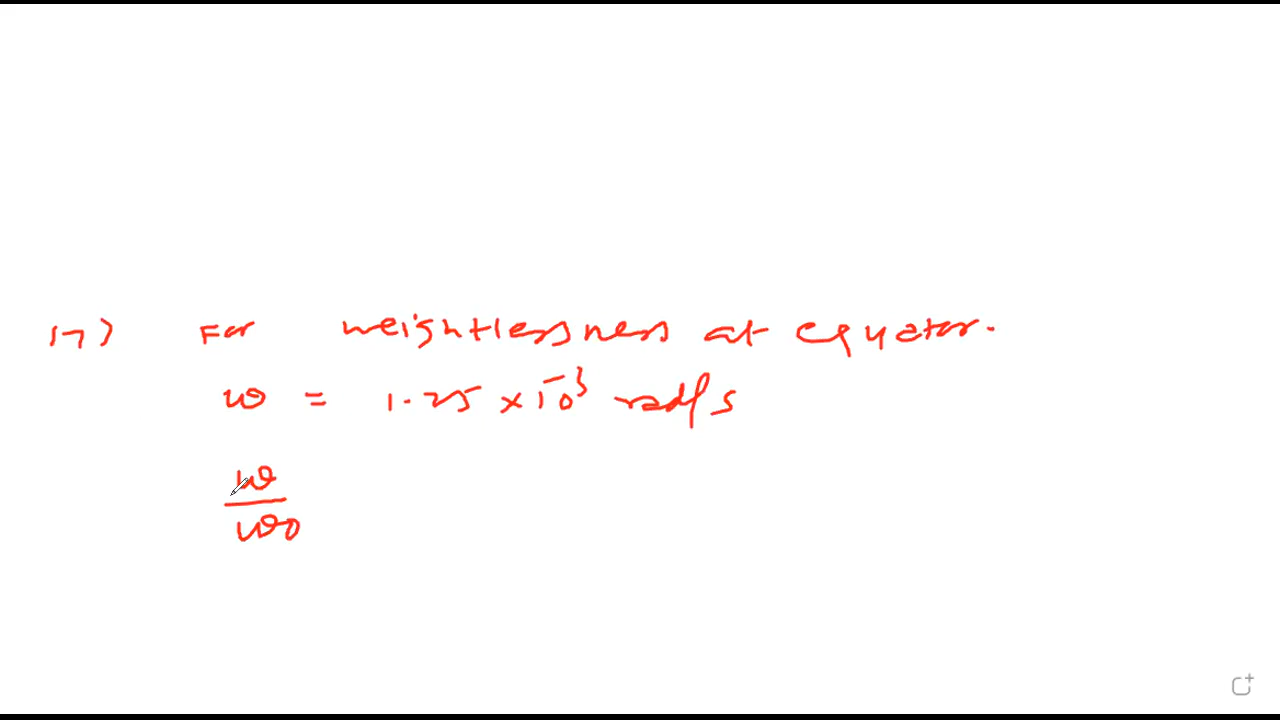 17) For weightlessness at equator.
ω = 1.25 × 10⁻³ rad/s
ω
ω0